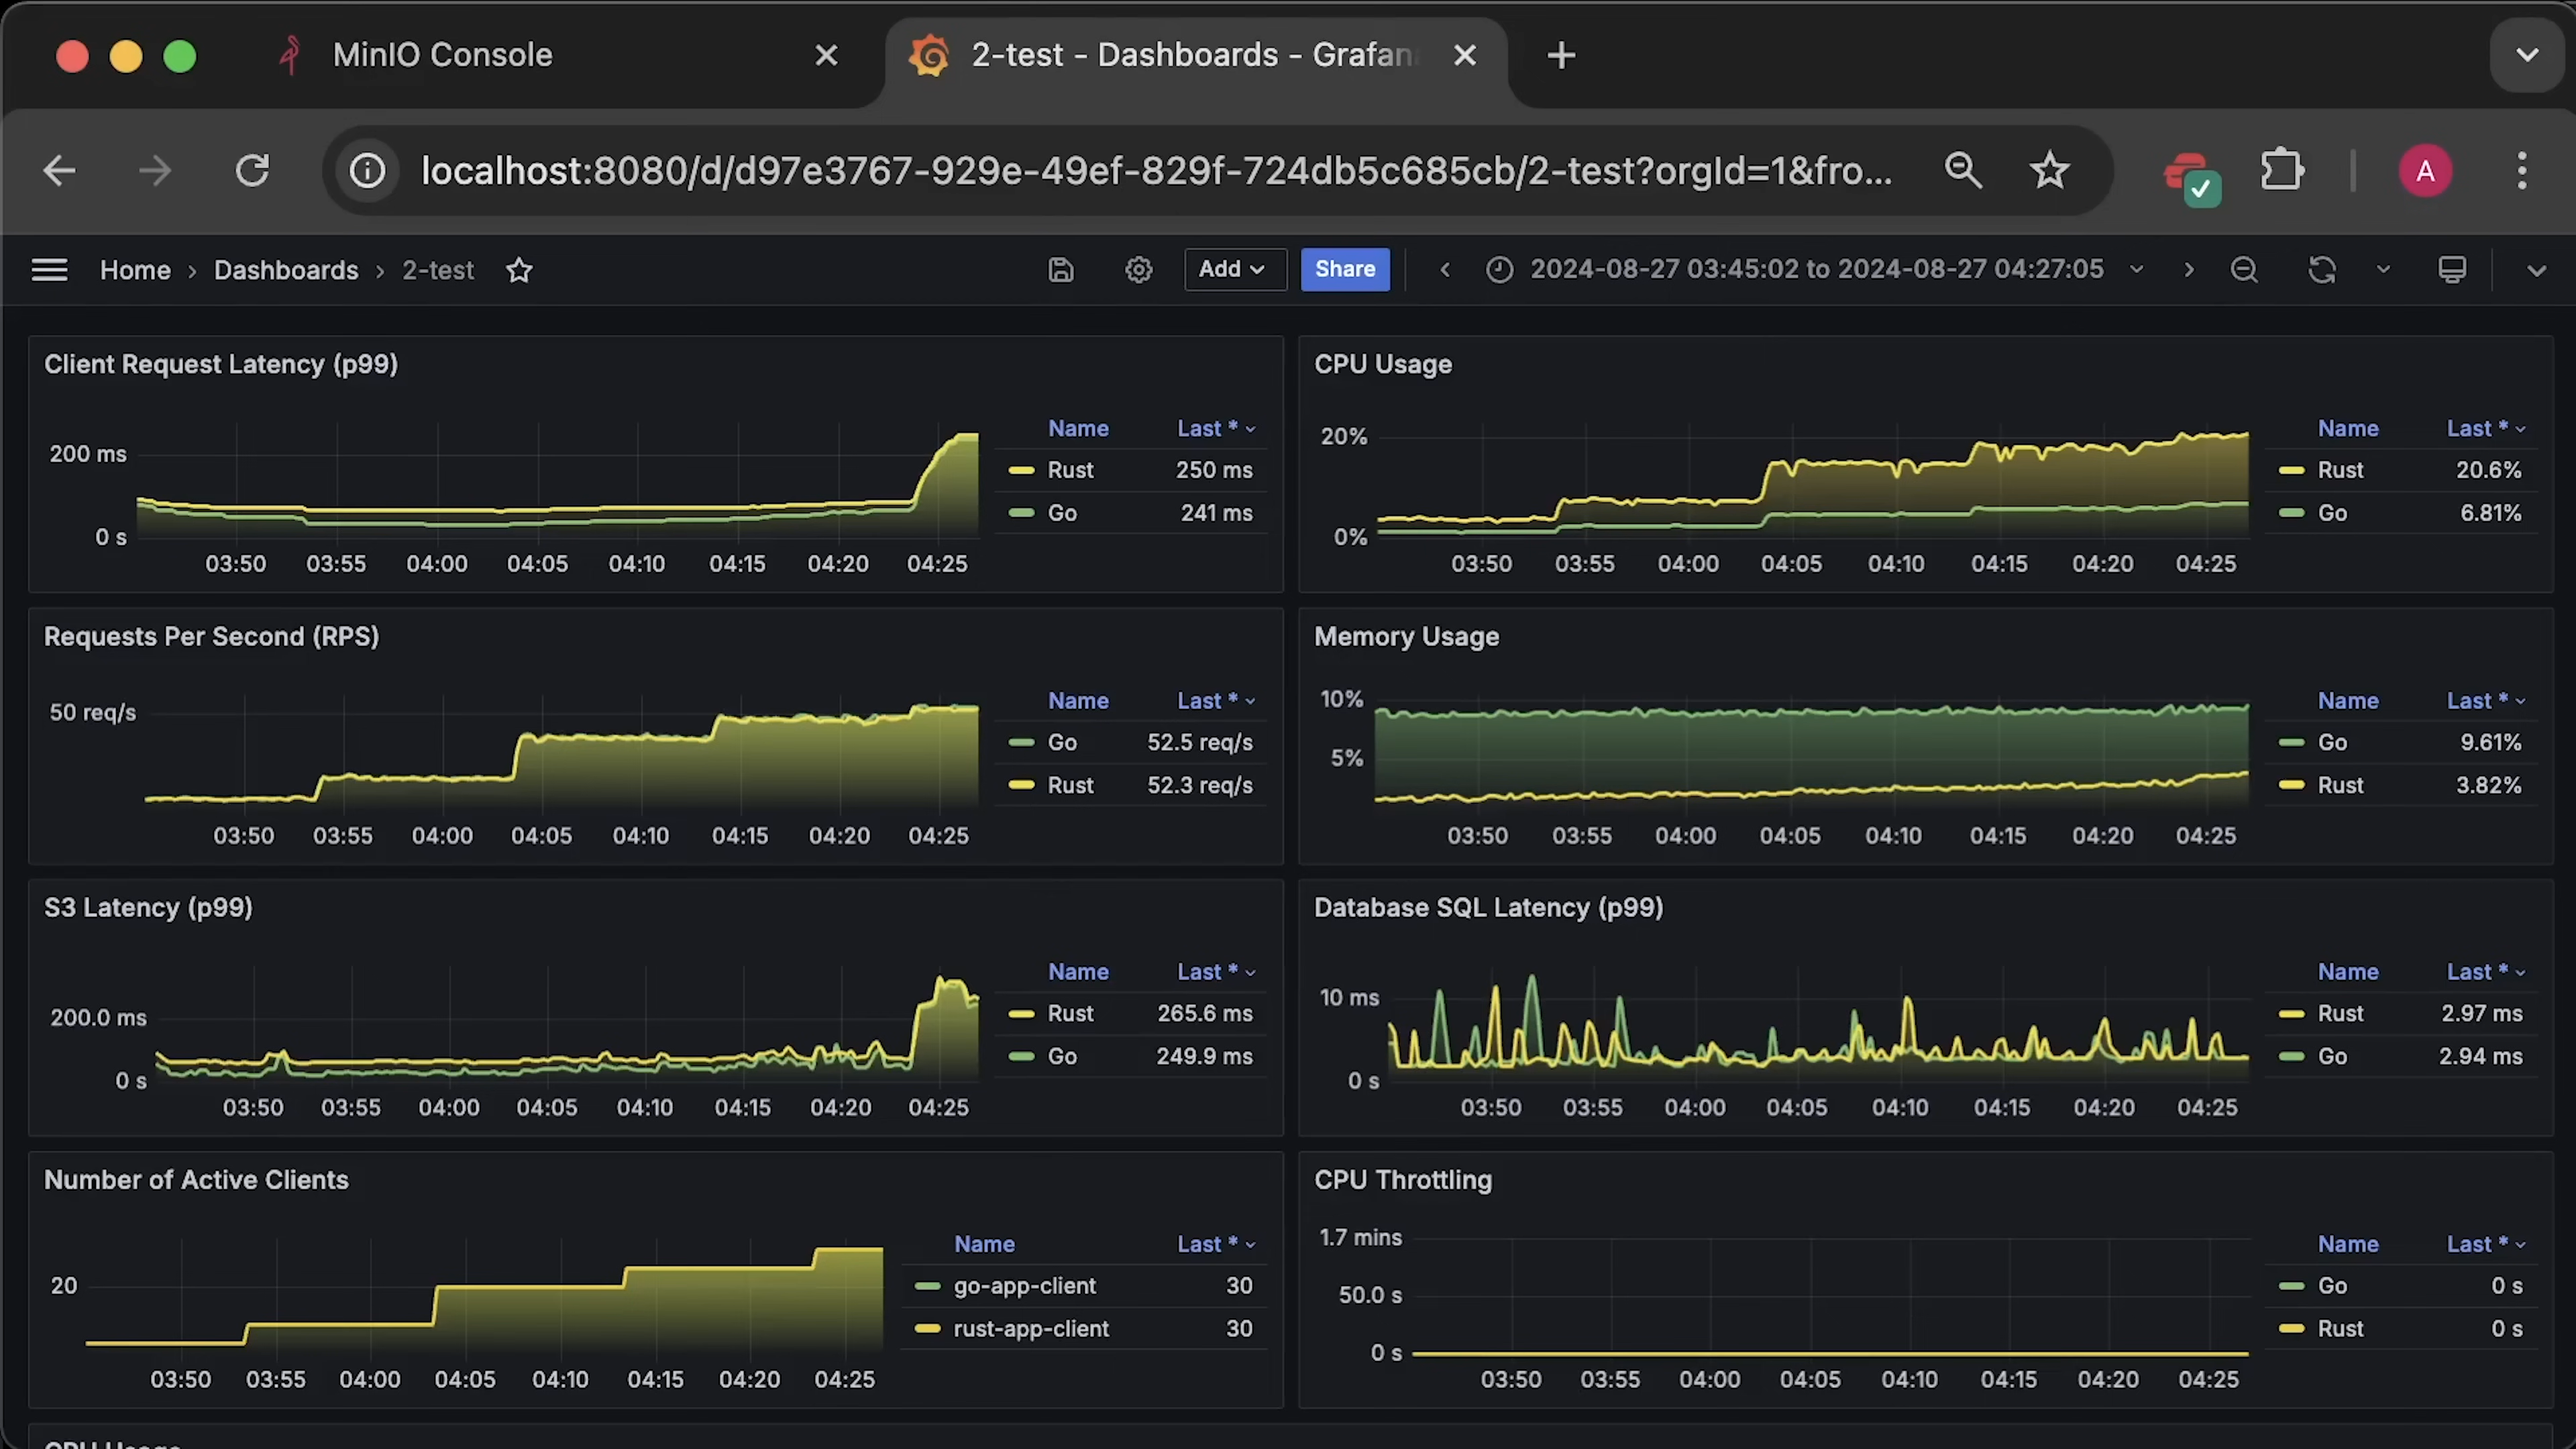 MinIO Console
2-test - Dashboards - Grafan
localhost:8080/d/d97e3767-929e-49ef-829f-724db5c685cb/2-test?orgId=1&fro...
A
Home › Dashboards › 2-test
Add
Share
2024-08-27 03:45:02 to 2024-08-27 04:27:05
Client Request Latency (p99)
200 ms
0 s
03:50 03:55 04:00 04:05 04:10 04:15 04:20 04:25
Name Last *
Rust 250 ms
Go 241 ms
CPU Usage
20%
0%
03:50 03:55 04:00 04:05 04:10 04:15 04:20 04:25
Name Last *
Rust 20.6%
Go 6.81%
Requests Per Second (RPS)
50 req/s
03:50 03:55 04:00 04:05 04:10 04:15 04:20 04:25
Name Last *
Go 52.5 req/s
Rust 52.3 req/s
Memory Usage
10%
5%
03:50 03:55 04:00 04:05 04:10 04:15 04:20 04:25
Name Last *
Go 9.61%
Rust 3.82%
S3 Latency (p99)
200.0 ms
0 s
03:50 03:55 04:00 04:05 04:10 04:15 04:20 04:25
Name Last *
Rust 265.6 ms
Go 249.9 ms
Database SQL Latency (p99)
10 ms
0 s
03:50 03:55 04:00 04:05 04:10 04:15 04:20 04:25
Name Last *
Rust 2.97 ms
Go 2.94 ms
Number of Active Clients
20
03:50 03:55 04:00 04:05 04:10 04:15 04:20 04:25
Name Last *
go-app-client 30
rust-app-client 30
CPU Throttling
1.7 mins
50.0 s
0 s
03:50 03:55 04:00 04:05 04:10 04:15 04:20 04:25
Name Last *
Go 0 s
Rust 0 s
CPU Usage